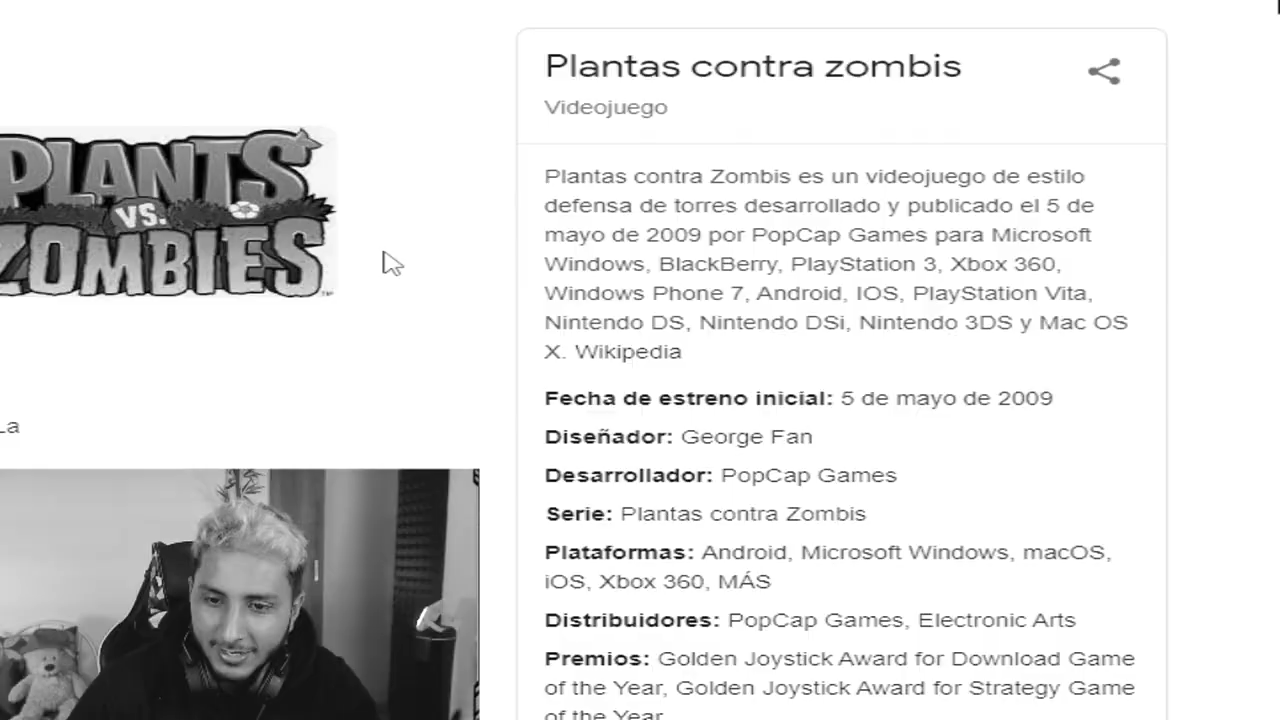 PLANTS
VS.
ZOMBIES
La
Plantas contra zombis
Videojuego
Plantas contra Zombis es un videojuego de estilo
defensa de torres desarrollado y publicado el 5 de
mayo de 2009 por PopCap Games para Microsoft
Windows, BlackBerry, PlayStation 3, Xbox 360,
Windows Phone 7, Android, IOS, PlayStation Vita,
Nintendo DS, Nintendo DSi, Nintendo 3DS y Mac OS
X. Wikipedia
Fecha de estreno inicial: 5 de mayo de 2009
Diseñador: George Fan
Desarrollador: PopCap Games
Serie: Plantas contra Zombis
Plataformas: Android, Microsoft Windows, macOS,
iOS, Xbox 360, MÁS
Distribuidores: PopCap Games, Electronic Arts
Premios: Golden Joystick Award for Download Game
of the Year, Golden Joystick Award for Strategy Game
of the Year